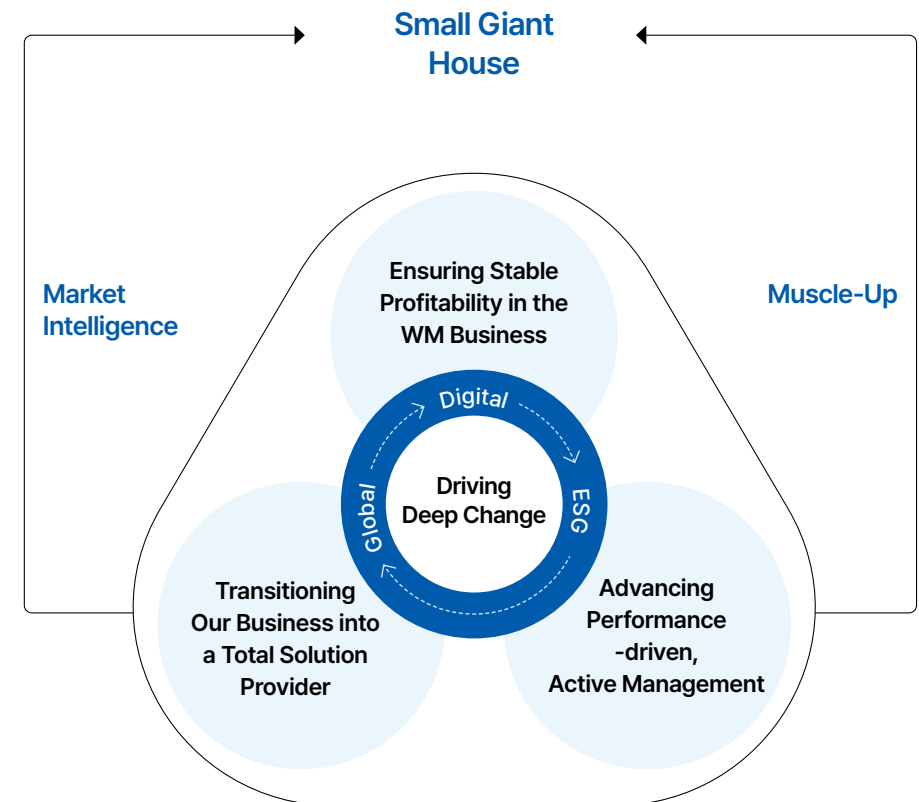 Small Giant
House
Market
Intelligence
Muscle-Up
Ensuring Stable
Profitability in the
WM Business
Digital
Global
ESG
Driving
Deep Change
Transitioning
Our Business into
a Total Solution
Provider
Advancing
Performance
-driven,
Active Management